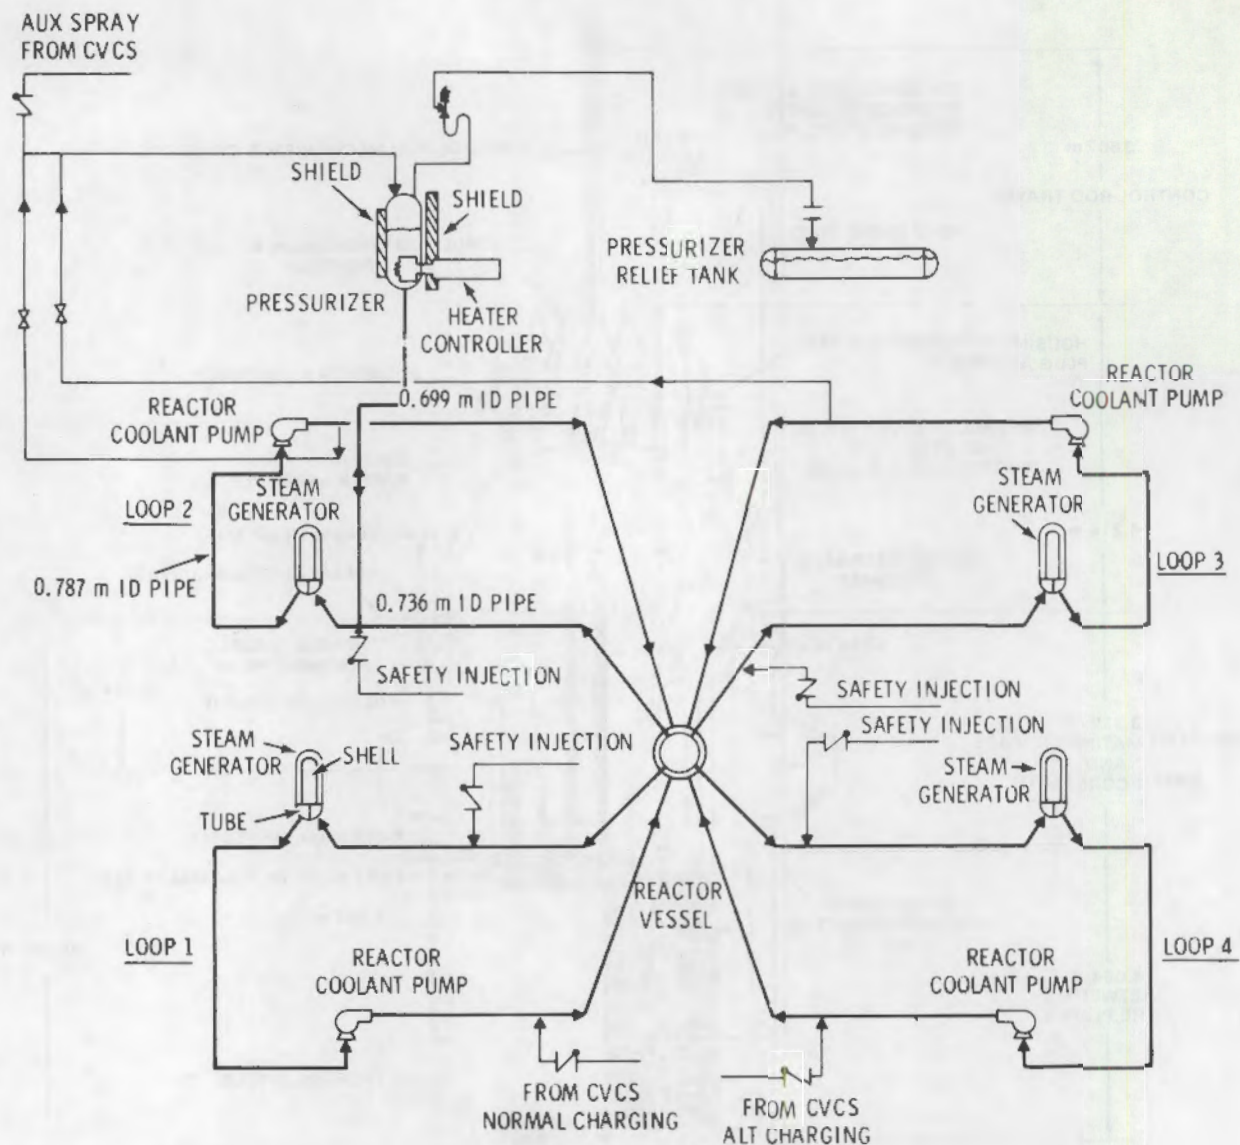 AUX SPRAY
FROM CVCS
SHIELD
SHIELD
PRESSURIZER
HEATER
CONTROLLER
PRESSURIZER
RELIEF TANK
REACTOR
COOLANT PUMP
0.699 m ID PIPE
REACTOR
COOLANT PUMP
LOOP 2
STEAM
GENERATOR
0.787 m ID PIPE
0.736 m ID PIPE
STEAM
GENERATOR
LOOP 3
SAFETY INJECTION
SAFETY INJECTION
SAFETY INJECTION
SAFETY INJECTION
STEAM
GENERATOR
SHELL
TUBE
STEAM
GENERATOR
REACTOR
VESSEL
LOOP 1
REACTOR
COOLANT PUMP
REACTOR
COOLANT PUMP
LOOP 4
FROM CVCS
NORMAL CHARGING
FROM CVCS
ALT CHARGING
CONTROL ROD TRAVE